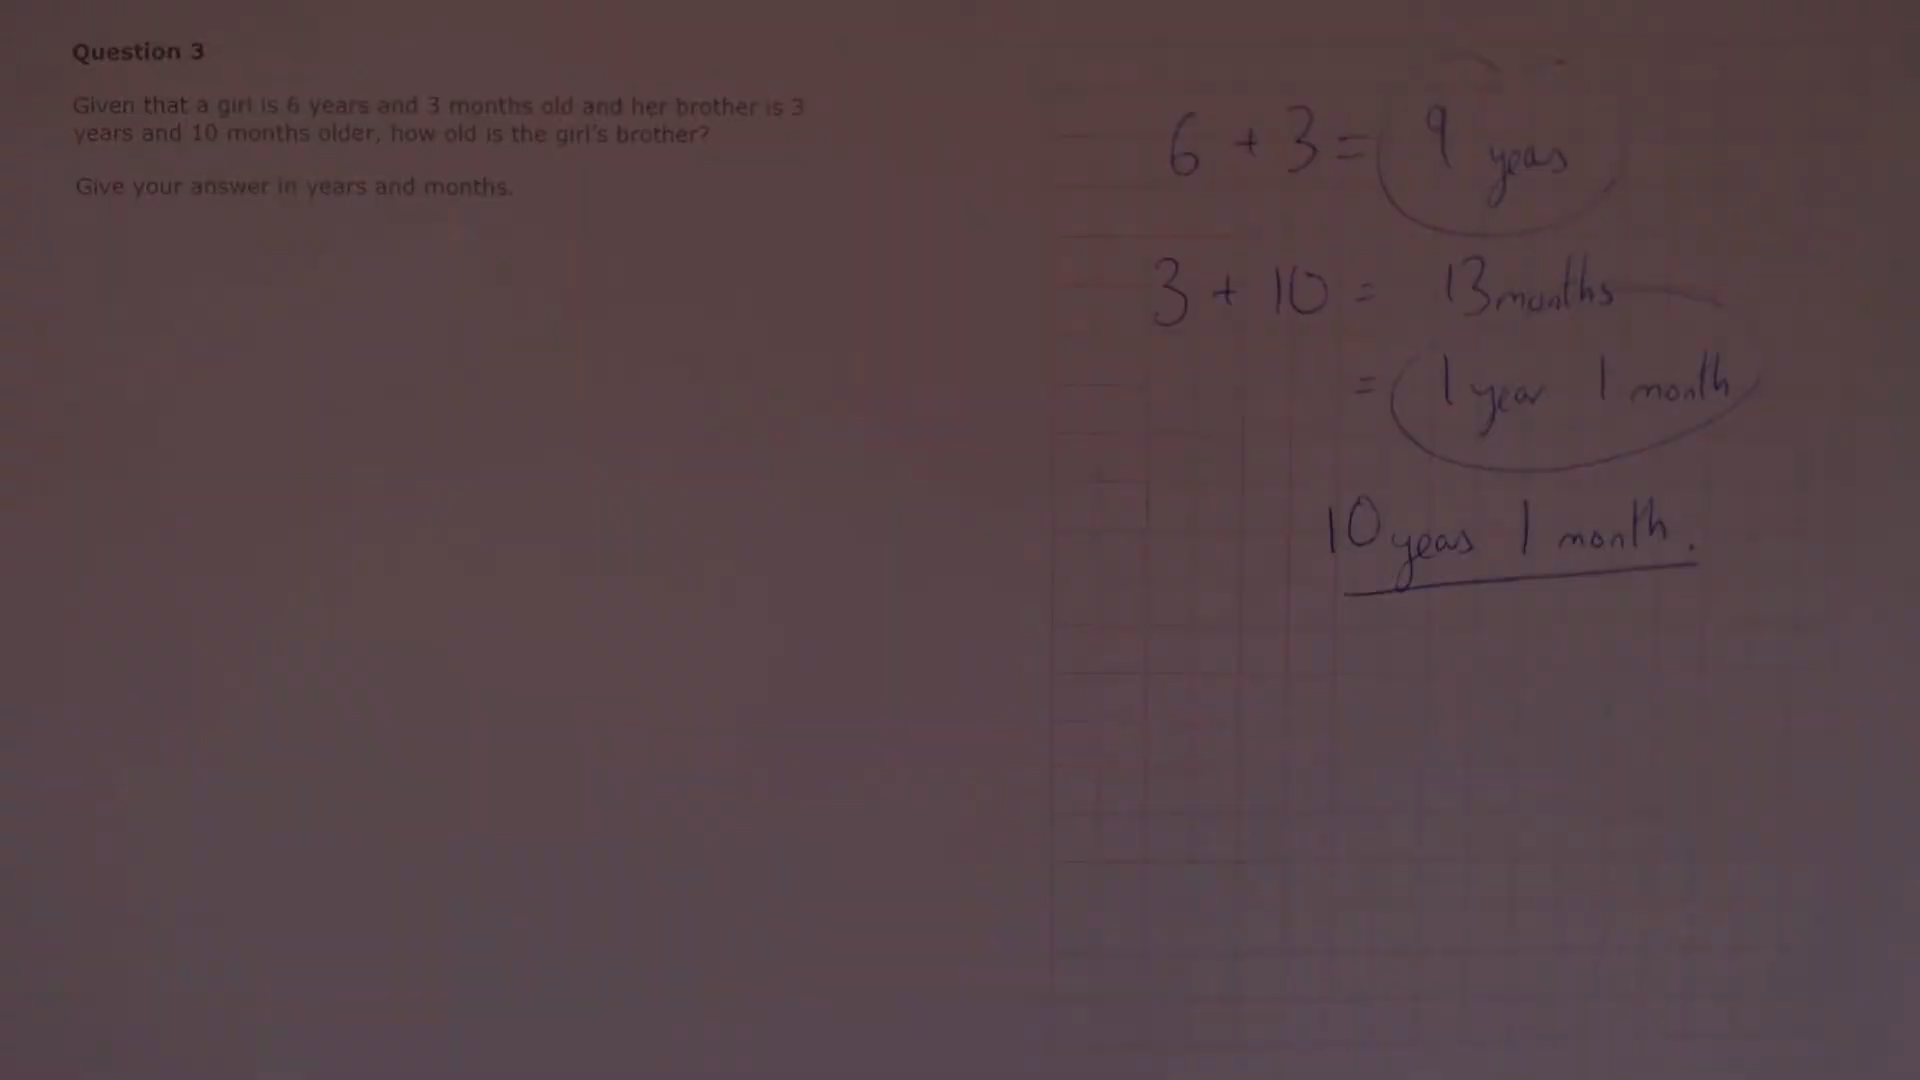 Question 3
Given that a girl is 6 years and 3 months old and her brother is 3
years and 10 months older, how old is the girl's brother?
Give your answer in years and months.
6 + 3 = 9 years
3 + 10 = 13 months
= 1 year 1 month
10 years 1 month.